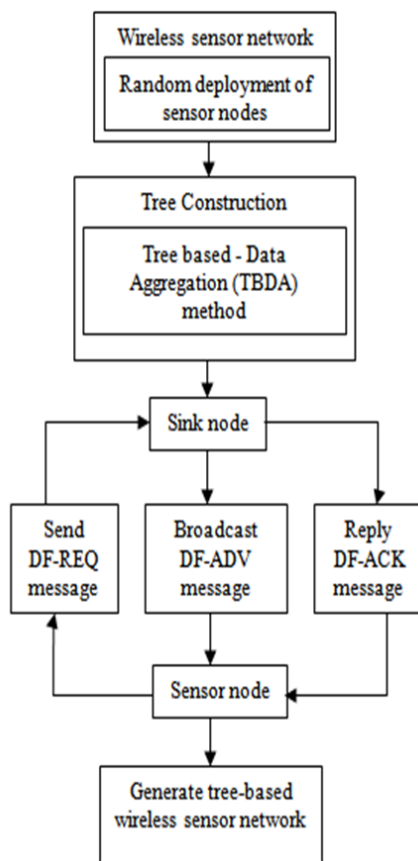 Wireless sensor network
Random deployment of
sensor nodes
Tree Construction
Tree based - Data
Aggregation (TBDA)
method
Sink node
Send
DF-REQ
message
Broadcast
DF-ADV
message
Reply
DF-ACK
message
Sensor node
Generate tree-based
wireless sensor network